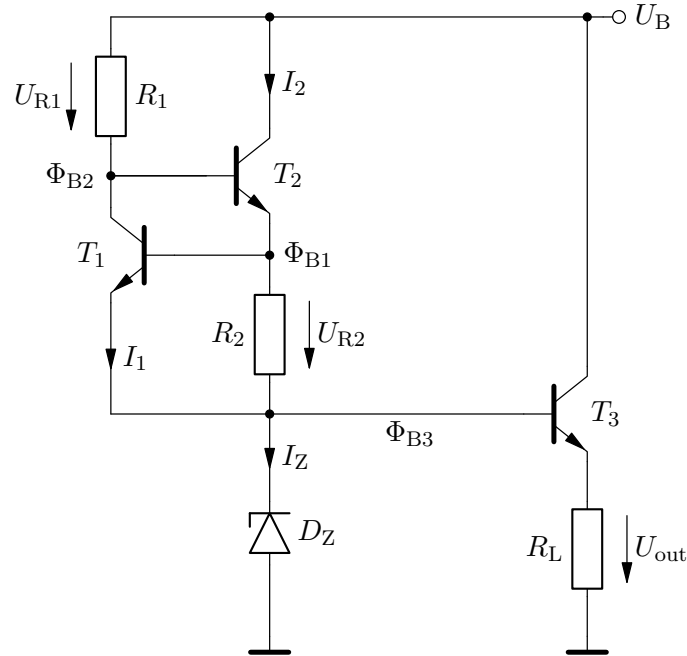 U_B
I_2
U_R1
R_1
Φ_B2
T_2
T_1
Φ_B1
R_2
U_R2
I_1
T_3
Φ_B3
I_Z
D_Z
R_L
U_out